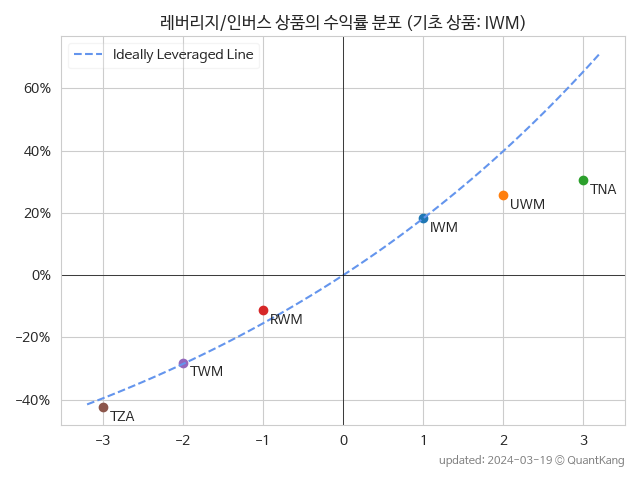 레버리지/인버스 상품의 수익률 분포 (기초 상품: IWM)
Ideally Leveraged Line
60%
40%
20%
0%
−20%
−40%
TNA
UWM
IWM
RWM
TWM
TZA
−3 −2 −1 0 1 2 3
updated: 2024-03-19 © QuantKang